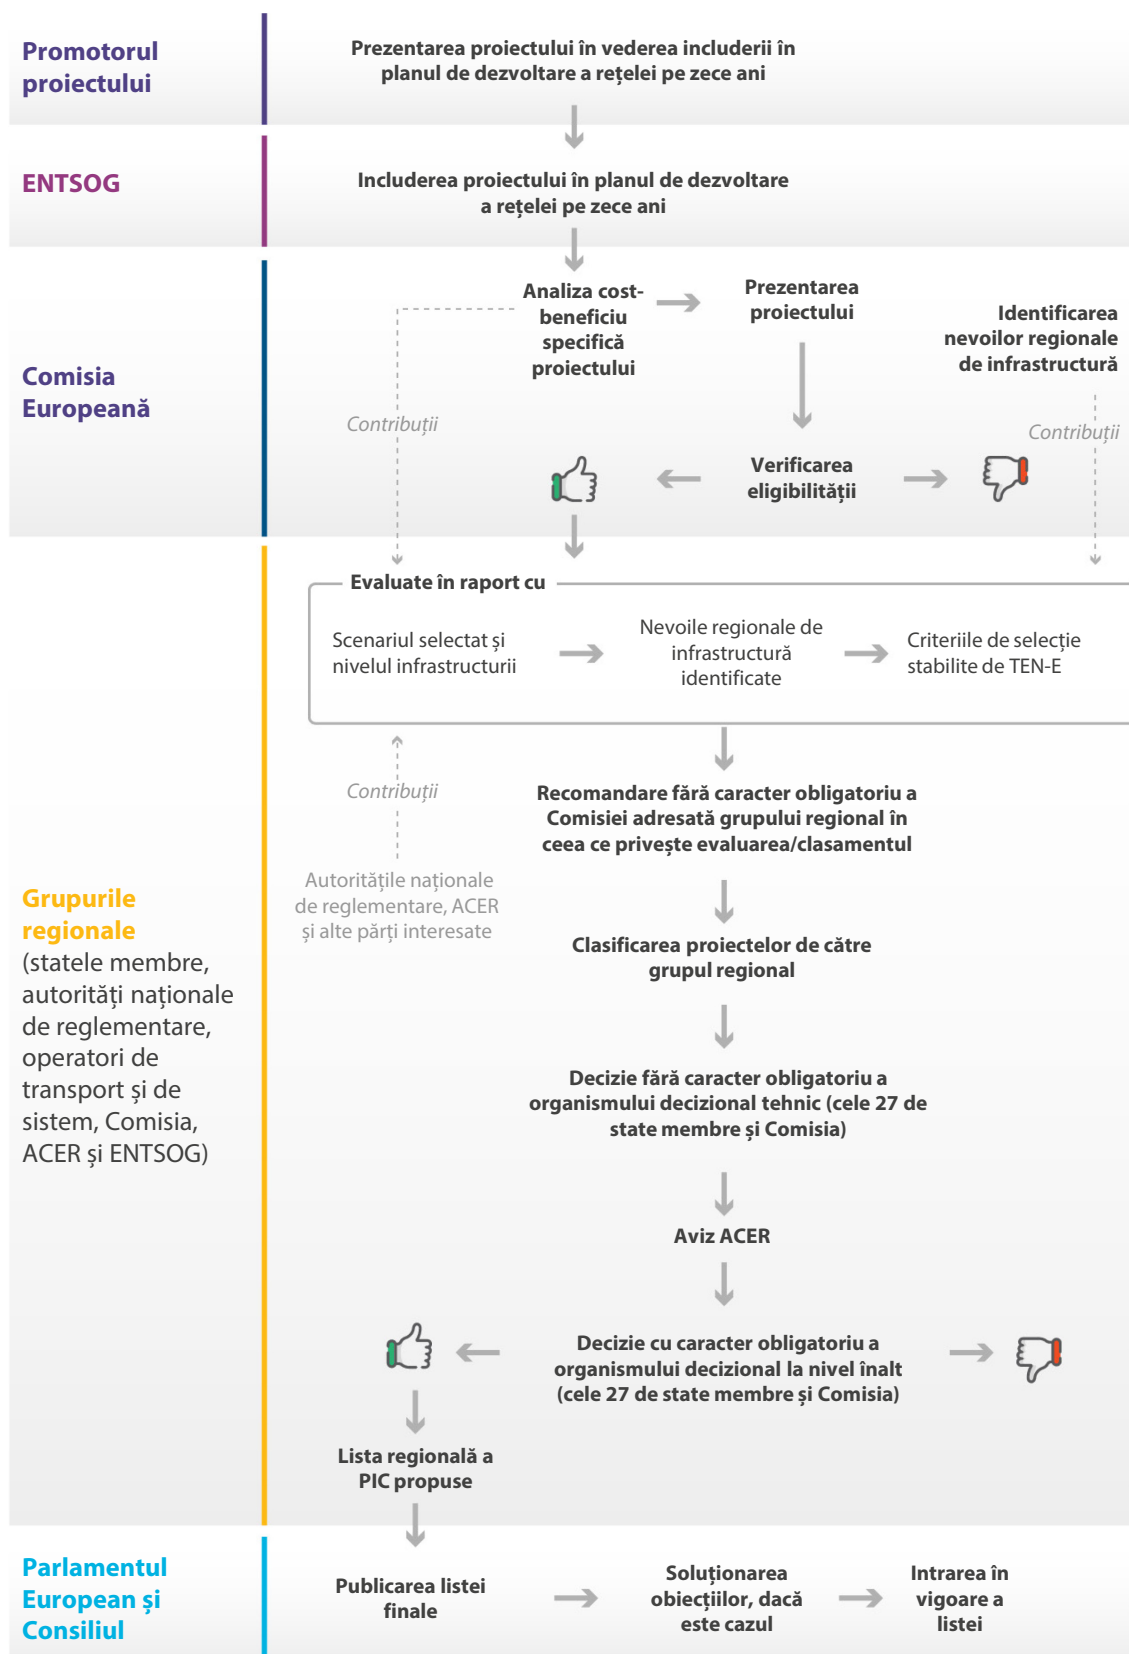 Promotorul
proiectului
Prezentarea proiectului în vederea includerii în
planul de dezvoltare a rețelei pe zece ani
ENTSOG
Includerea proiectului în planul de dezvoltare
a rețelei pe zece ani
Comisia
Europeană
Analiza cost-
beneficiu
specifică
proiectului
Prezentarea
proiectului
Identificarea
nevoilor regionale
de infrastructură
Contribuții
Contribuții
Verificarea
eligibilității
Grupurile
regionale
(statele membre,
autorități naționale
de reglementare,
operatori de
transport și de
sistem, Comisia,
ACER și ENTSOG)
Evaluate în raport cu
Scenariul selectat și
nivelul infrastructurii
Nevoile regionale de
infrastructură
identificate
Criteriile de selecție
stabilite de TEN-E
Contribuții
Autoritățile naționale
de reglementare, ACER
și alte părți interesate
Recomandare fără caracter obligatoriu a
Comisiei adresată grupului regional în
ceea ce privește evaluarea/clasamentul
Clasificarea proiectelor de către
grupul regional
Decizie fără caracter obligatoriu a
organismului decizional tehnic (cele 27 de
state membre și Comisia)
Aviz ACER
Decizie cu caracter obligatoriu a
organismului decizional la nivel înalt
(cele 27 de state membre și Comisia)
Lista regională a
PIC propuse
Parlamentul
European și
Consiliul
Publicarea listei
finale
Soluționarea
obiecțiilor, dacă
este cazul
Intrarea în
vigoare a
listei